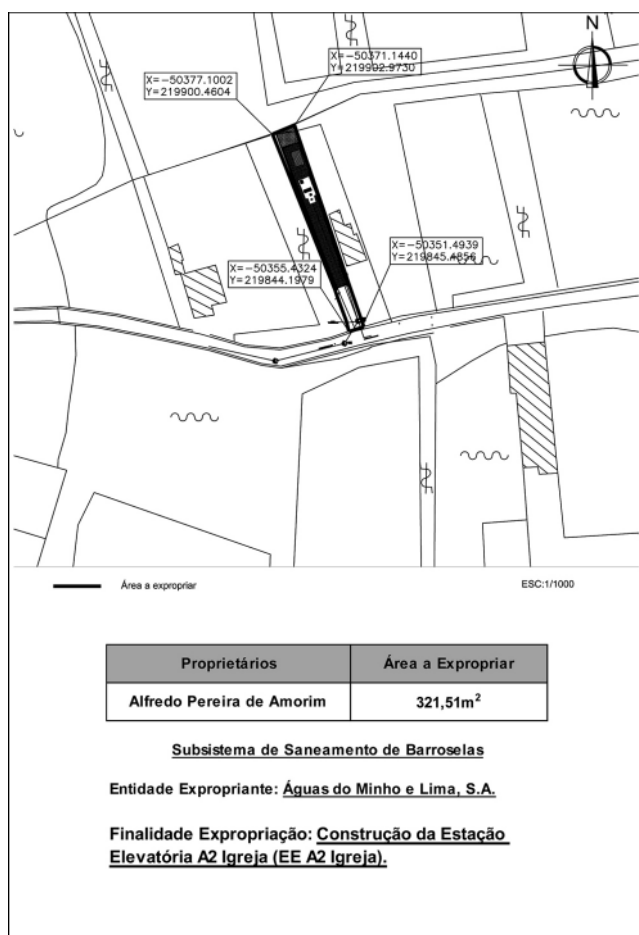 N
X=-50371.1440
Y=219902.9730
X=-50377.1002
Y=219900.4604
X=-50351.4939
Y=219845.4856
X=-50355.4324
Y=219844.1979
Área a expropriar
ESC:1/1000
Proprietários Área a Expropriar
Alfredo Pereira de Amorim 321,51m²
Subsistema de Saneamento de Barroselas
Entidade Expropriante: Águas do Minho e Lima, S.A.
Finalidade Expropriação: Construção da Estação
Elevatória A2 Igreja (EE A2 Igreja).